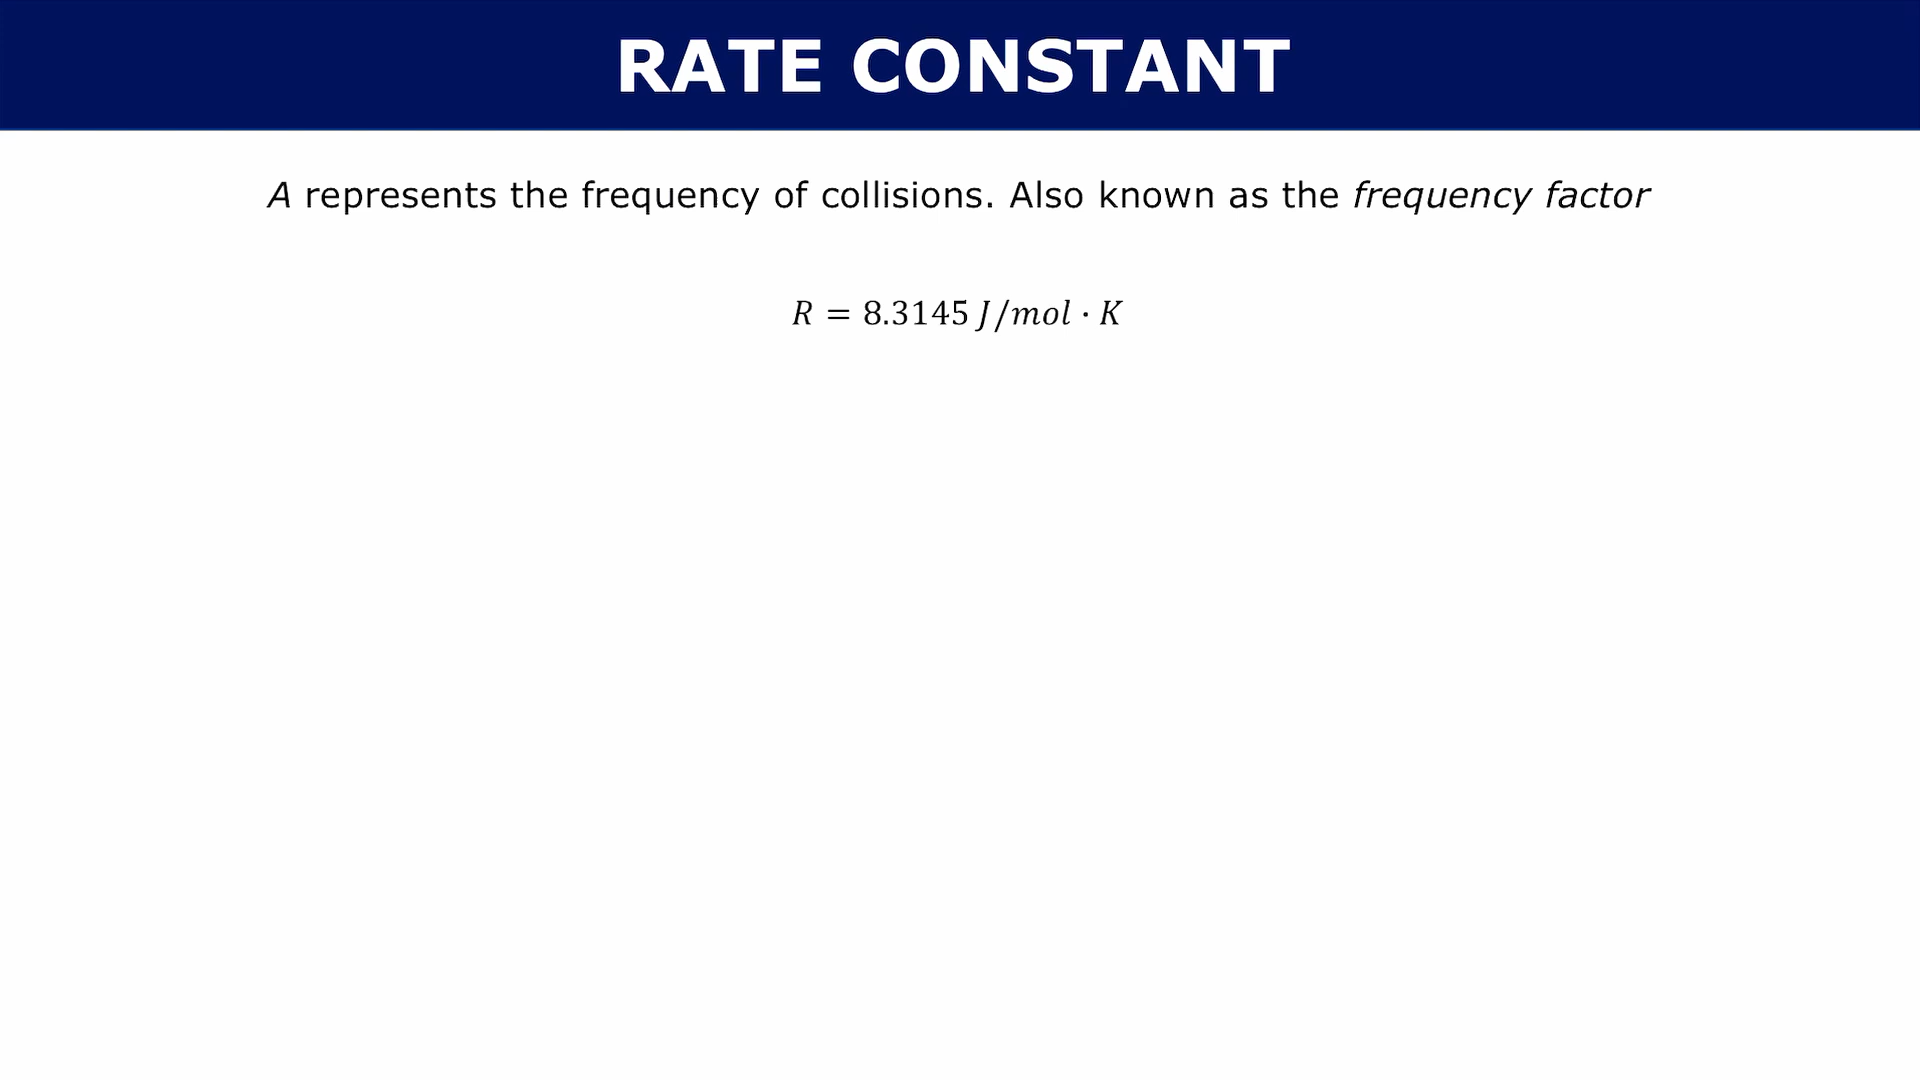 RATE CONSTANT
A represents the frequency of collisions. Also known as the frequency factor
R = 8.3145 J/mol · K